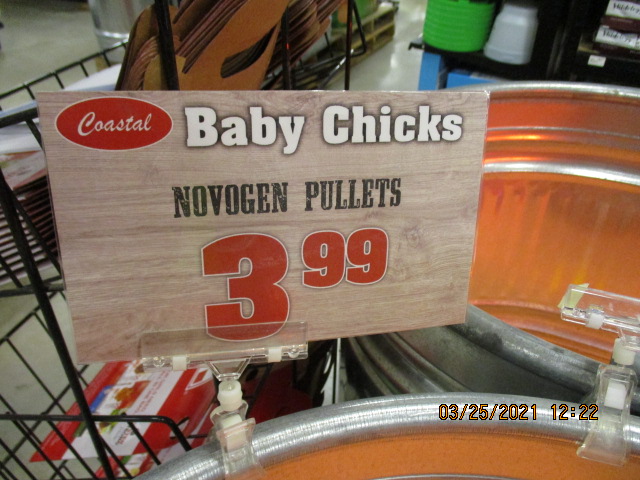 Coastal
Baby Chicks
NOVOGEN PULLETS
3 99
03/25/2021 12:22